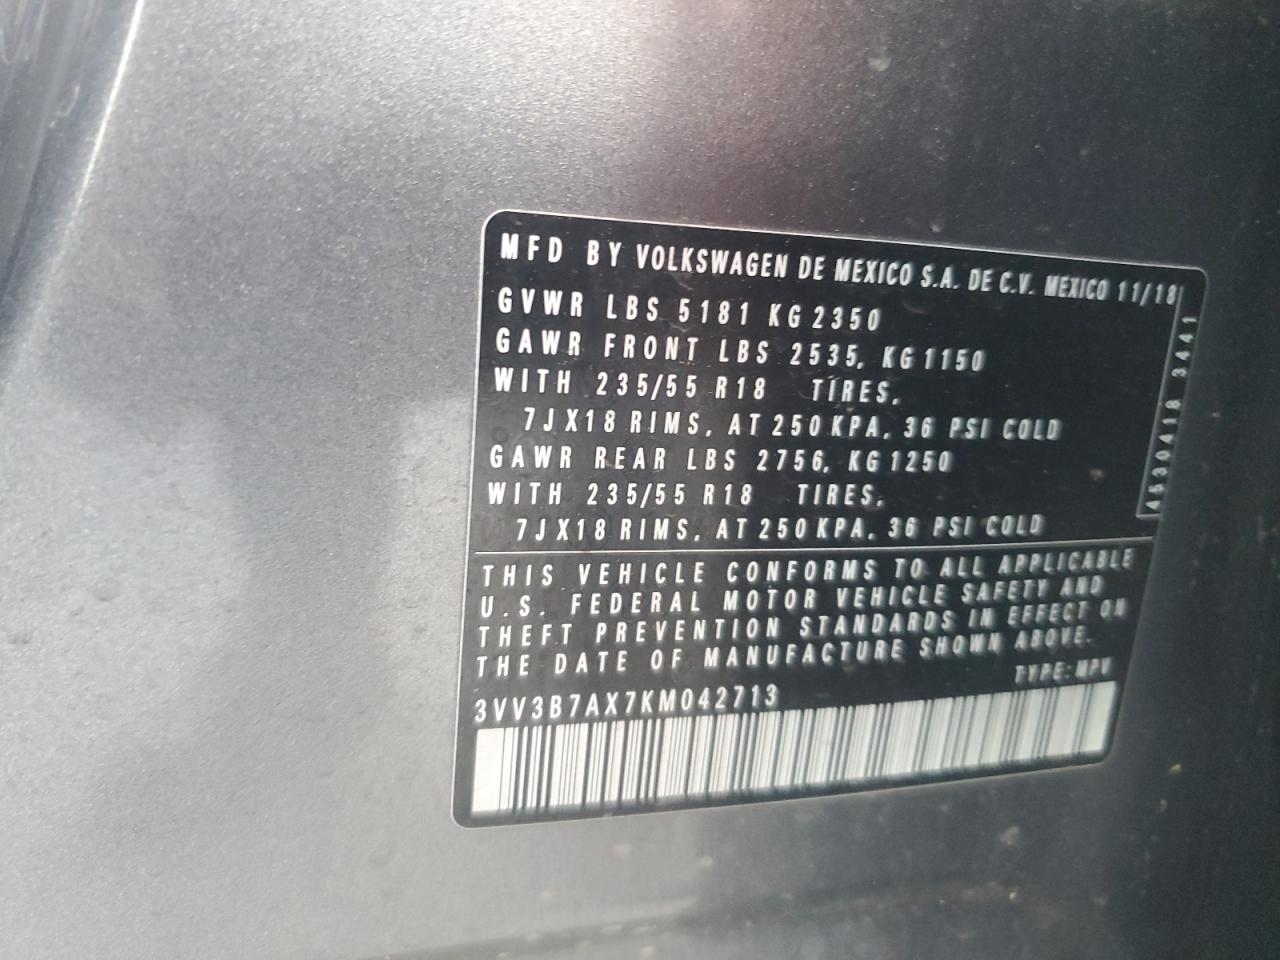 MFD BY VOLKSWAGEN DE MEXICO S.A. DE C.V. MEXICO 11/18
GVWR LBS 5181 KG 2350
GAWR FRONT LBS 2535, KG 1150
WITH 235/55 R18 TIRES,
7J X18 RIMS, AT 250 KPA, 36 PSI COLD
GAWR REAR LBS 2756, KG 1250
WITH 235/55 R18 TIRES,
7J X18 RIMS, AT 250 KPA, 36 PSI COLD
4530418 3441
THIS VEHICLE CONFORMS TO ALL APPLICABLE
U.S. FEDERAL MOTOR VEHICLE SAFETY AND
THEFT PREVENTION STANDARDS IN EFFECT ON
THE DATE OF MANUFACTURE SHOWN ABOVE.
TYPE: MPV
3VV3B7AX7KM042713